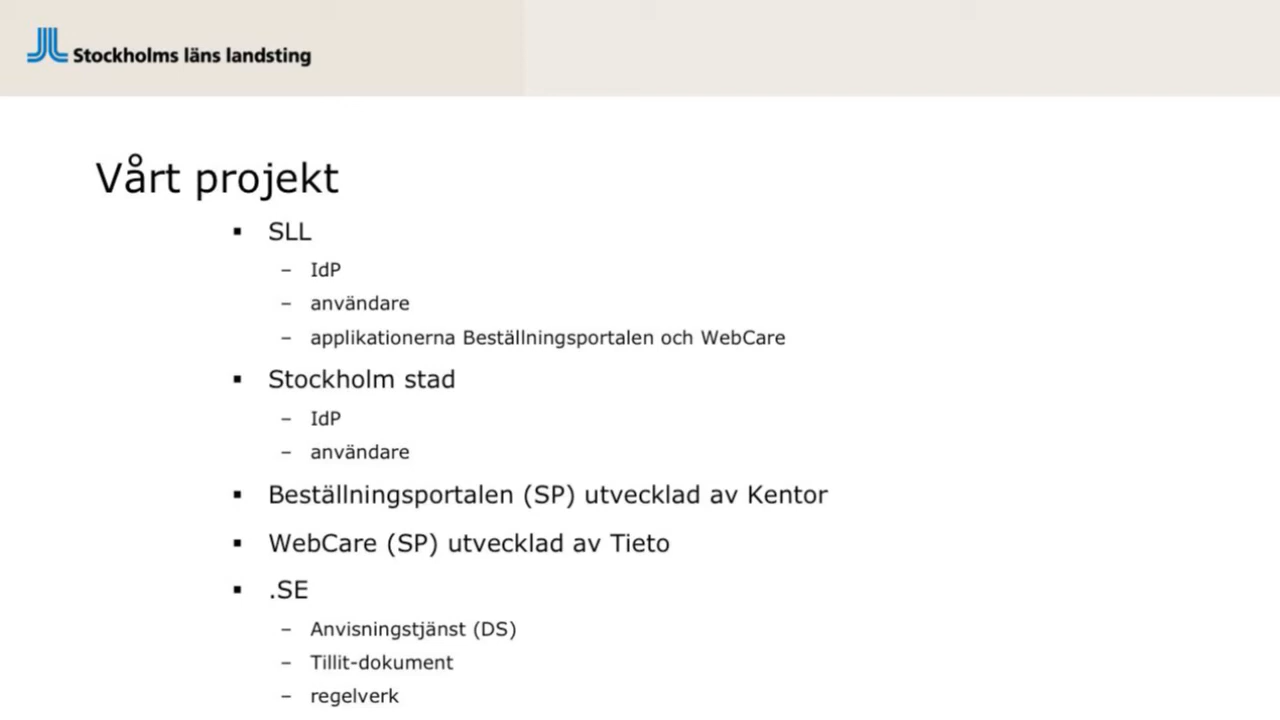 Stockholms läns landsting
Vårt projekt
▪ SLL
– IdP
– användare
– applikationerna Beställningsportalen och WebCare
▪ Stockholm stad
– IdP
– användare
▪ Beställningsportalen (SP) utvecklad av Kentor
▪ WebCare (SP) utvecklad av Tieto
▪ .SE
– Anvisningstjänst (DS)
– Tillit-dokument
– regelverk